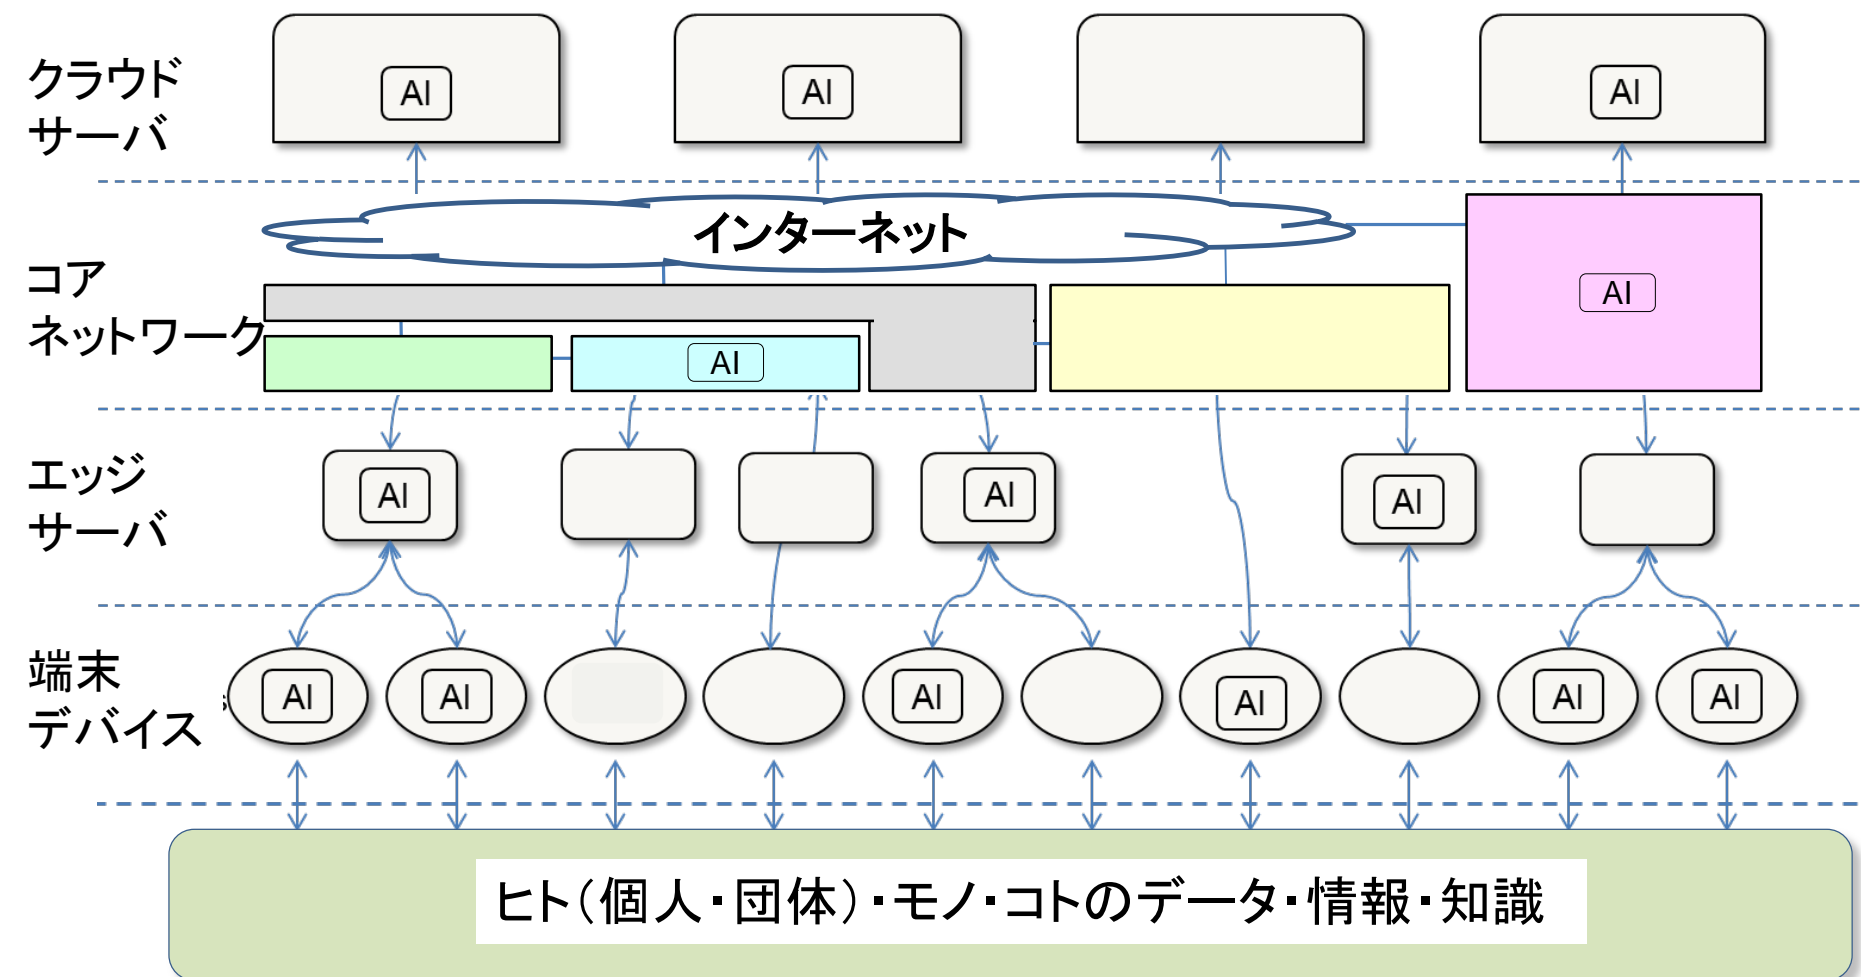 クラウド
サーバ
AI
AI
AI
インターネット
コア
ネットワーク
AI
AI
エッジ
サーバ
AI
AI
AI
端末
デバイス
AI
AI
AI
AI
AI
AI
ヒト(個人・団体)・モノ・コトのデータ・情報・知識